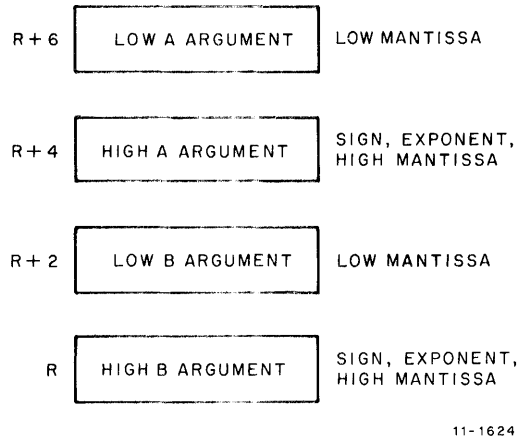 R+6 LOW A ARGUMENT LOW MANTISSA
R+4 HIGH A ARGUMENT SIGN, EXPONENT,
HIGH MANTISSA
R+2 LOW B ARGUMENT LOW MANTISSA
R HIGH B ARGUMENT SIGN, EXPONENT,
HIGH MANTISSA
11-1624